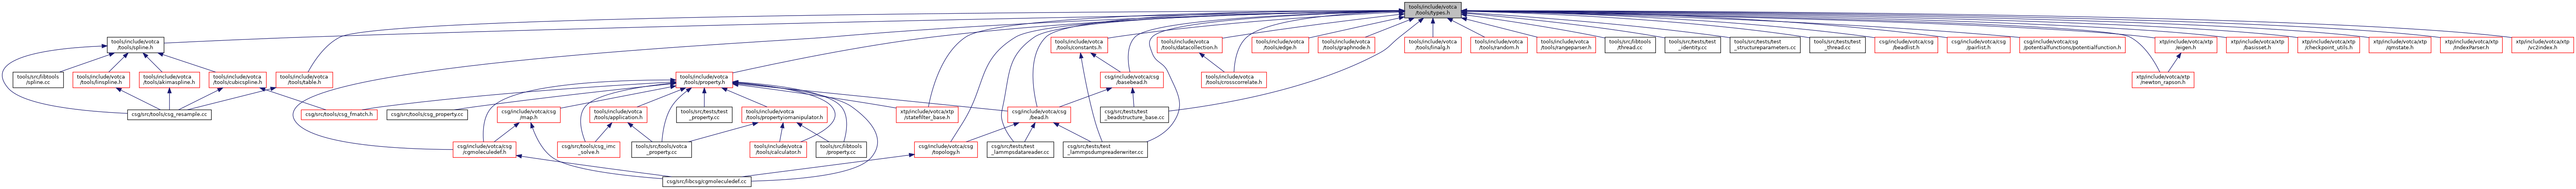 tools/include/votca
/tools/types.h
tools/include/votca
/tools/spline.h
tools/include/votca
/tools/constants.h
tools/include/votca
/tools/datacollection.h
tools/include/votca
/tools/edge.h
tools/include/votca
/tools/graphnode.h
tools/include/votca
/tools/linalg.h
tools/include/votca
/tools/random.h
tools/include/votca
/tools/rangeparser.h
tools/src/libtools
/thread.cc
tools/src/tests/test
_identity.cc
tools/src/tests/test
_structureparameters.cc
tools/src/tests/test
_thread.cc
csg/include/votca/csg
/beadlist.h
csg/include/votca/csg
/pairlist.h
csg/include/votca/csg
/potentialfunctions/potentialfunction.h
xtp/include/votca/xtp
/eigen.h
xtp/include/votca/xtp
/basisset.h
xtp/include/votca/xtp
/checkpoint_utils.h
xtp/include/votca/xtp
/qmstate.h
xtp/include/votca/xtp
/IndexParser.h
xtp/include/votca/xtp
/vc2index.h
tools/src/libtools
/spline.cc
tools/include/votca
/tools/linspline.h
tools/include/votca
/tools/akimaspline.h
tools/include/votca
/tools/cubicspline.h
tools/include/votca
/tools/table.h
tools/include/votca
/tools/property.h
csg/include/votca/csg
/basebead.h
tools/include/votca
/tools/crosscorrelate.h
xtp/include/votca/xtp
/newton_rapson.h
csg/src/tools/csg_resample.cc
csg/src/tools/csg_fmatch.h
csg/src/tools/csg_property.cc
csg/include/votca/csg
/map.h
tools/include/votca
/tools/application.h
tools/src/tests/test
_property.cc
tools/include/votca
/tools/propertyiomanipulator.h
xtp/include/votca/xtp
/statefilter_base.h
csg/include/votca/csg
/bead.h
csg/src/tests/test
_beadstructure_base.cc
csg/include/votca/csg
/cgmoleculedef.h
csg/src/tools/csg_imc
_solve.h
tools/src/tools/votca
_property.cc
tools/include/votca
/tools/calculator.h
tools/src/libtools
/property.cc
csg/include/votca/csg
/topology.h
csg/src/tests/test
_lammpsdatareader.cc
csg/src/tests/test
_lammpsdumpreaderwriter.cc
csg/src/libcsg/cgmoleculedef.cc